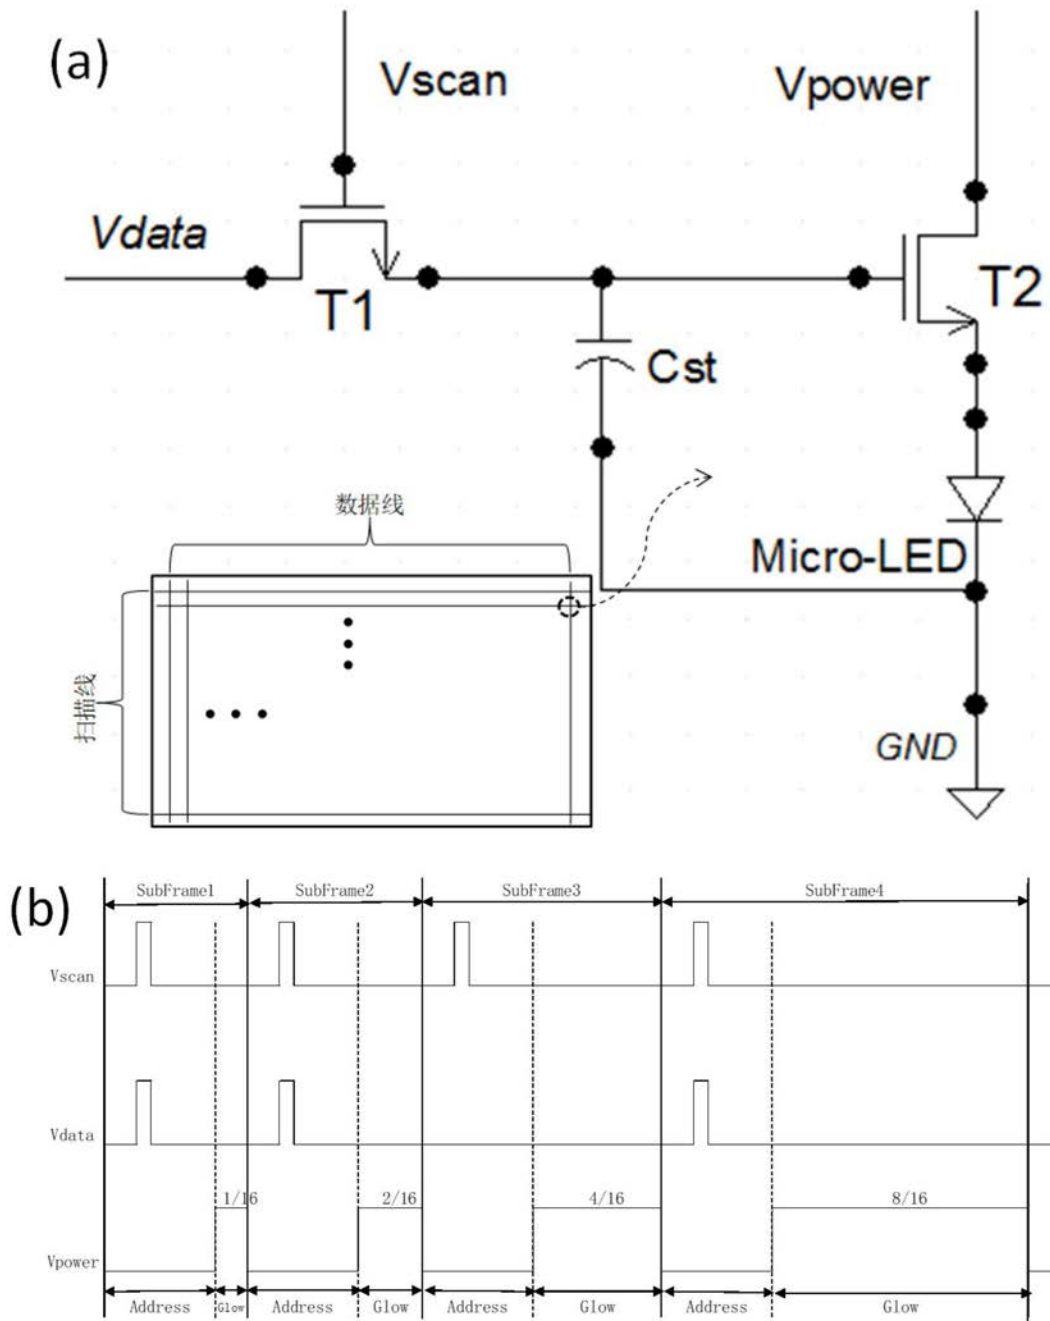 (a)
Vscan
Vpower
Vdata
T1
T2
Cst
数据线
Micro-LED
扫描线
GND
(b)
SubFrame1 SubFrame2 SubFrame3 SubFrame4
Vscan
Vdata
1/16 2/16 4/16 8/16
Vpower
Address Glow Address Glow Address Glow Address Glow